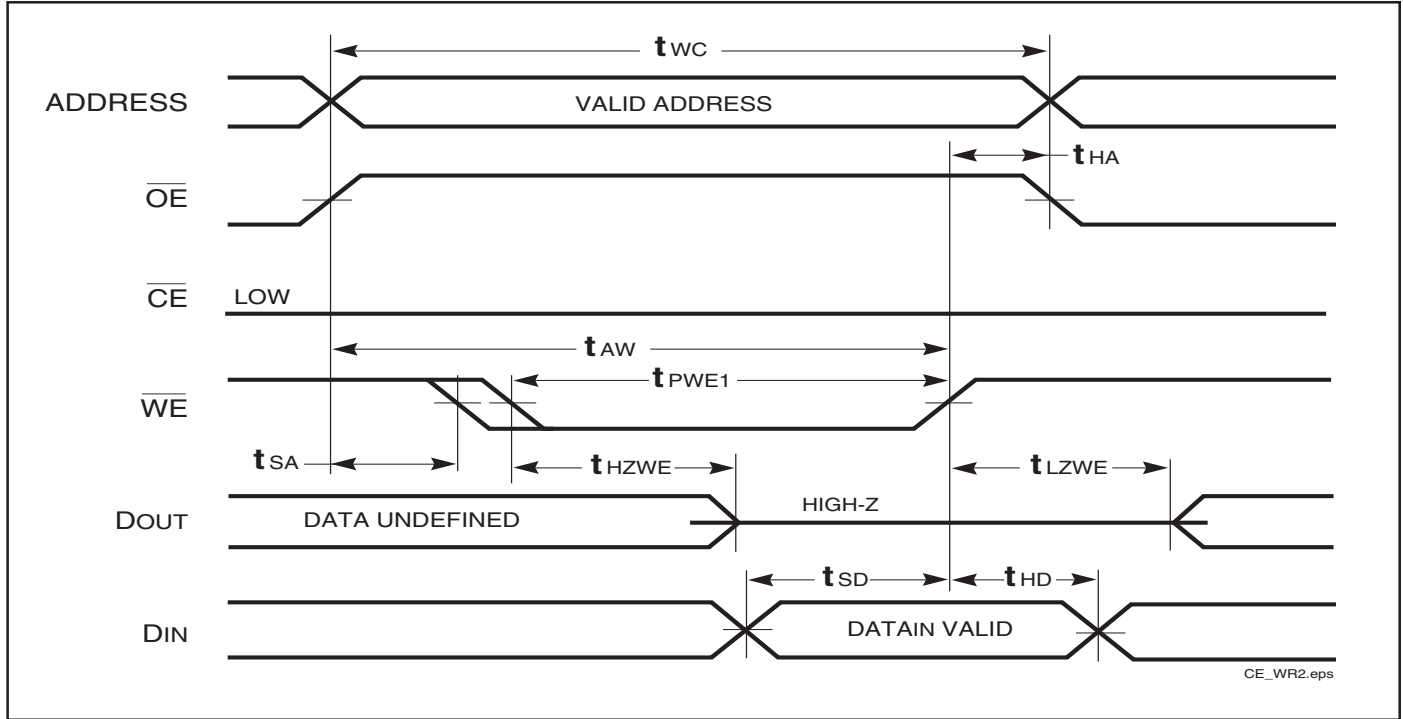 tWC
ADDRESS VALID ADDRESS
tHA
OE
CE LOW
tAW
tPWE1
WE
tSA tHZWE tLZWE
HIGH-Z
DOUT DATA UNDEFINED
tSD tHD
DIN DATAIN VALID
CE_WR2.eps